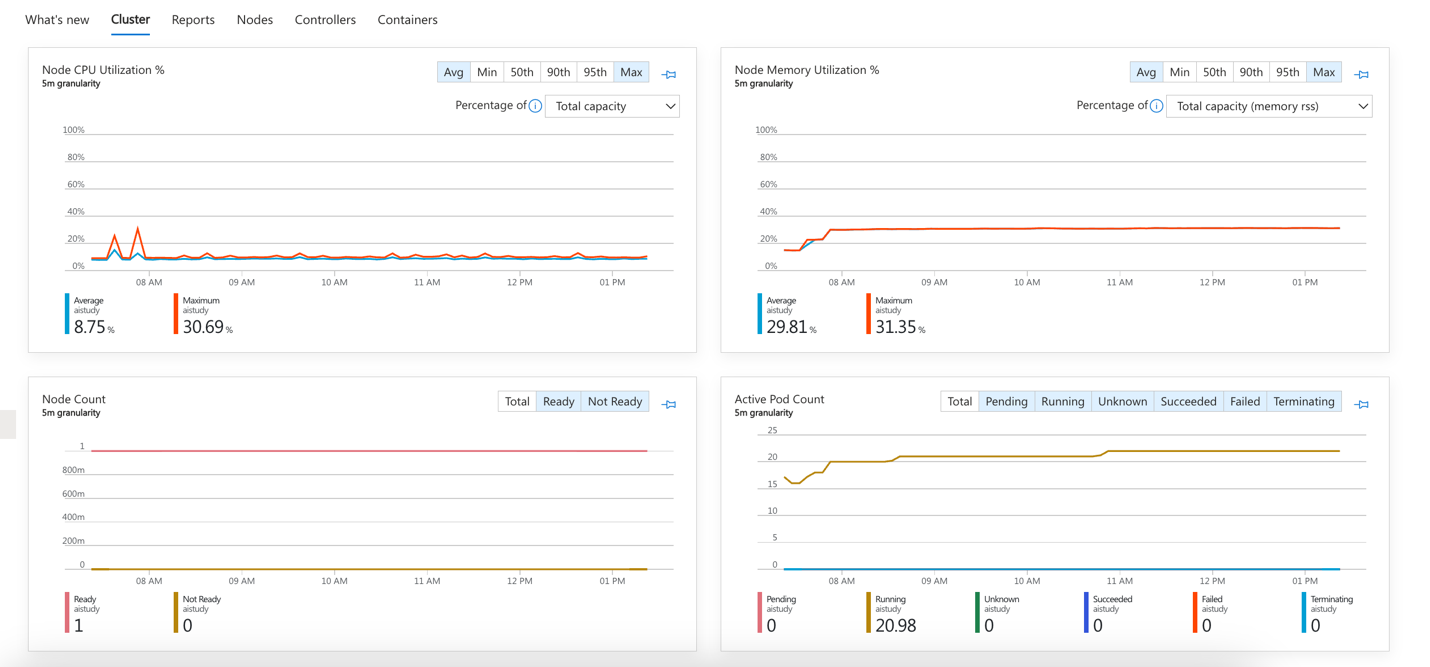 What's new Cluster Reports Nodes Controllers Containers
Node CPU Utilization %
5m granularity
Avg Min 50th 90th 95th Max
Percentage of Total capacity
100%
80%
60%
40%
20%
0%
08 AM 09 AM 10 AM 11 AM 12 PM 01 PM
Average
aistudy
8.75 %
Maximum
aistudy
30.69 %
Node Memory Utilization %
5m granularity
Avg Min 50th 90th 95th Max
Percentage of Total capacity (memory rss)
100%
80%
60%
40%
20%
0%
08 AM 09 AM 10 AM 11 AM 12 PM 01 PM
Average
aistudy
29.81 %
Maximum
aistudy
31.35 %
Node Count
5m granularity
Total Ready Not Ready
1
800m
600m
400m
200m
0
08 AM 09 AM 10 AM 11 AM 12 PM 01 PM
Ready
aistudy
1
Not Ready
aistudy
0
Active Pod Count
5m granularity
Total Pending Running Unknown Succeeded Failed Terminating
25
20
15
10
5
0
08 AM 09 AM 10 AM 11 AM 12 PM 01 PM
Pending
aistudy
0
Running
aistudy
20.98
Unknown
aistudy
0
Succeeded
aistudy
0
Failed
aistudy
0
Terminating
aistudy
0